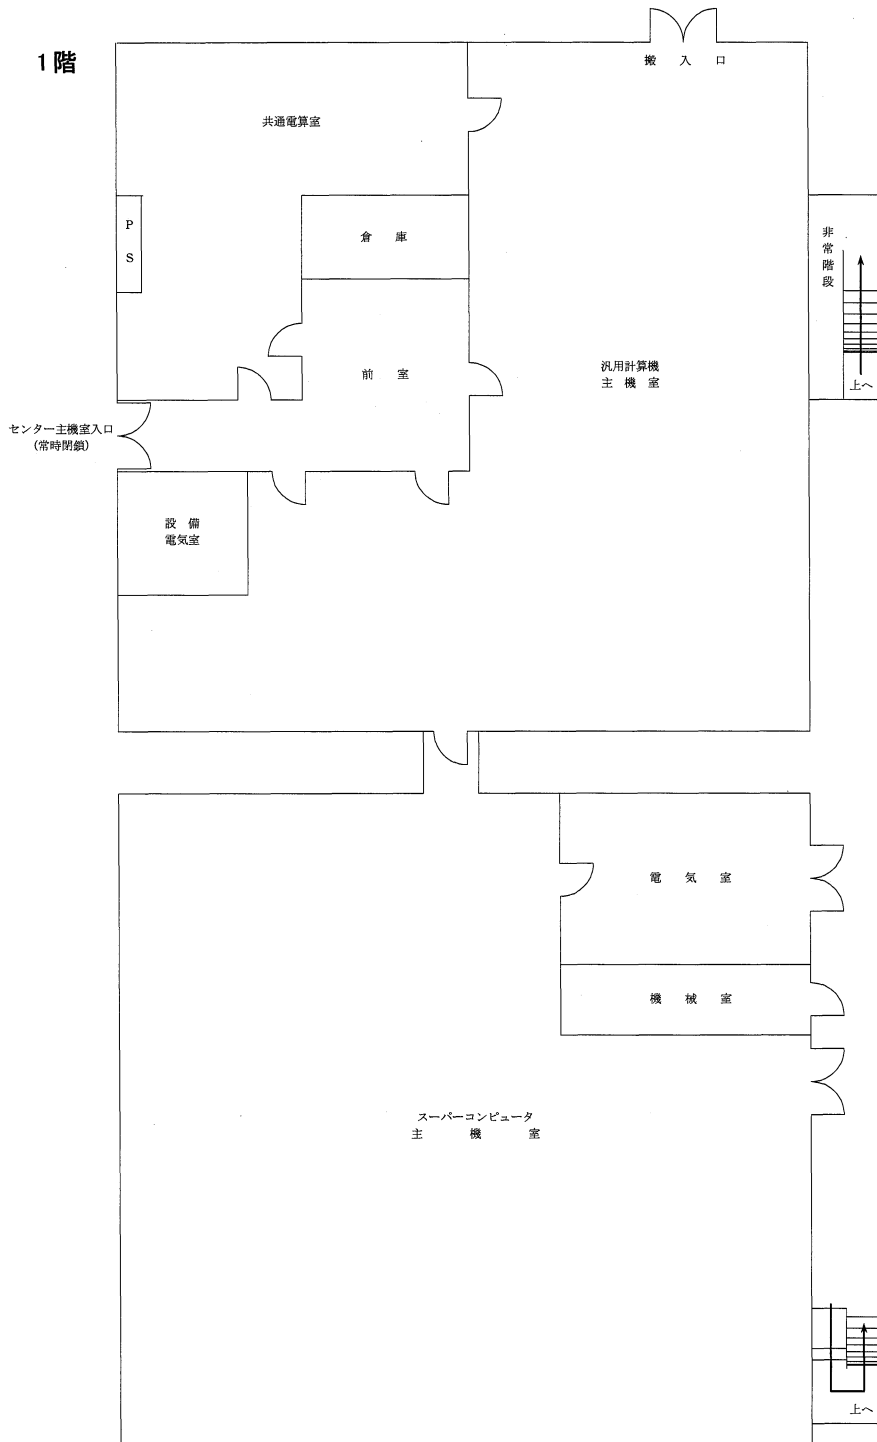 1階
搬入口
共通電算室
P
S
倉庫
非常階段
汎用計算機
主機室
前室
上へ
センター主機室入口
(常時閉鎖)
設備
電気室
電気室
機械室
スーパーコンピュータ
主機室
上へ